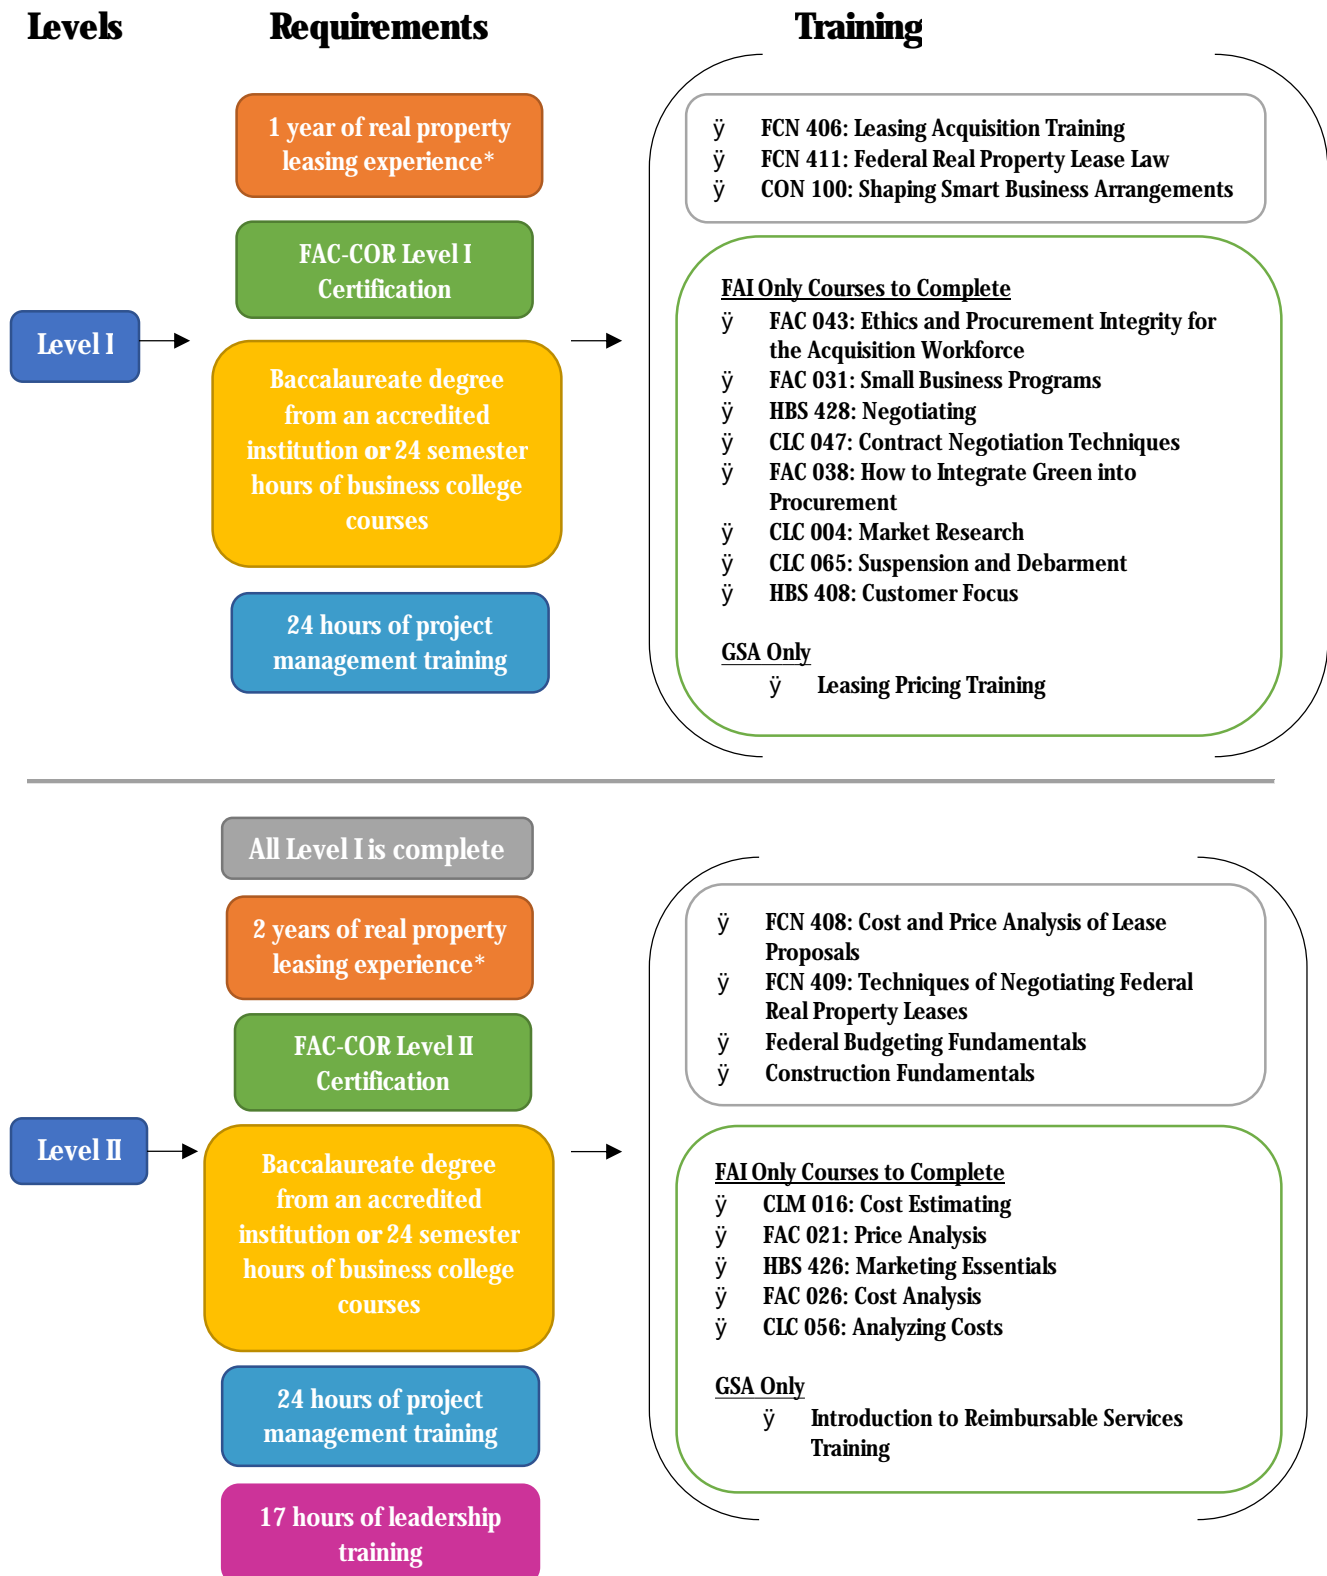 Levels
Requirements
Training
1 year of real property
leasing experience*
FAC-COR Level I
Certification
Level I
Baccalaureate degree
from an accredited
institution or 24 semester
hours of business college
courses
24 hours of project
management training
ÿ FCN 406: Leasing Acquisition Training
ÿ FCN 411: Federal Real Property Lease Law
ÿ CON 100: Shaping Smart Business Arrangements
FAI Only Courses to Complete
ÿ FAC 043: Ethics and Procurement Integrity for
the Acquisition Workforce
ÿ FAC 031: Small Business Programs
ÿ HBS 428: Negotiating
ÿ CLC 047: Contract Negotiation Techniques
ÿ FAC 038: How to Integrate Green into
Procurement
ÿ CLC 004: Market Research
ÿ CLC 065: Suspension and Debarment
ÿ HBS 408: Customer Focus
GSA Only
ÿ Leasing Pricing Training
All Level I is complete
2 years of real property
leasing experience*
FAC-COR Level II
Certification
Level II
Baccalaureate degree
from an accredited
institution or 24 semester
hours of business college
courses
24 hours of project
management training
17 hours of leadership
training
ÿ FCN 408: Cost and Price Analysis of Lease
Proposals
ÿ FCN 409: Techniques of Negotiating Federal
Real Property Leases
ÿ Federal Budgeting Fundamentals
ÿ Construction Fundamentals
FAI Only Courses to Complete
ÿ CLM 016: Cost Estimating
ÿ FAC 021: Price Analysis
ÿ HBS 426: Marketing Essentials
ÿ FAC 026: Cost Analysis
ÿ CLC 056: Analyzing Costs
GSA Only
ÿ Introduction to Reimbursable Services
Training